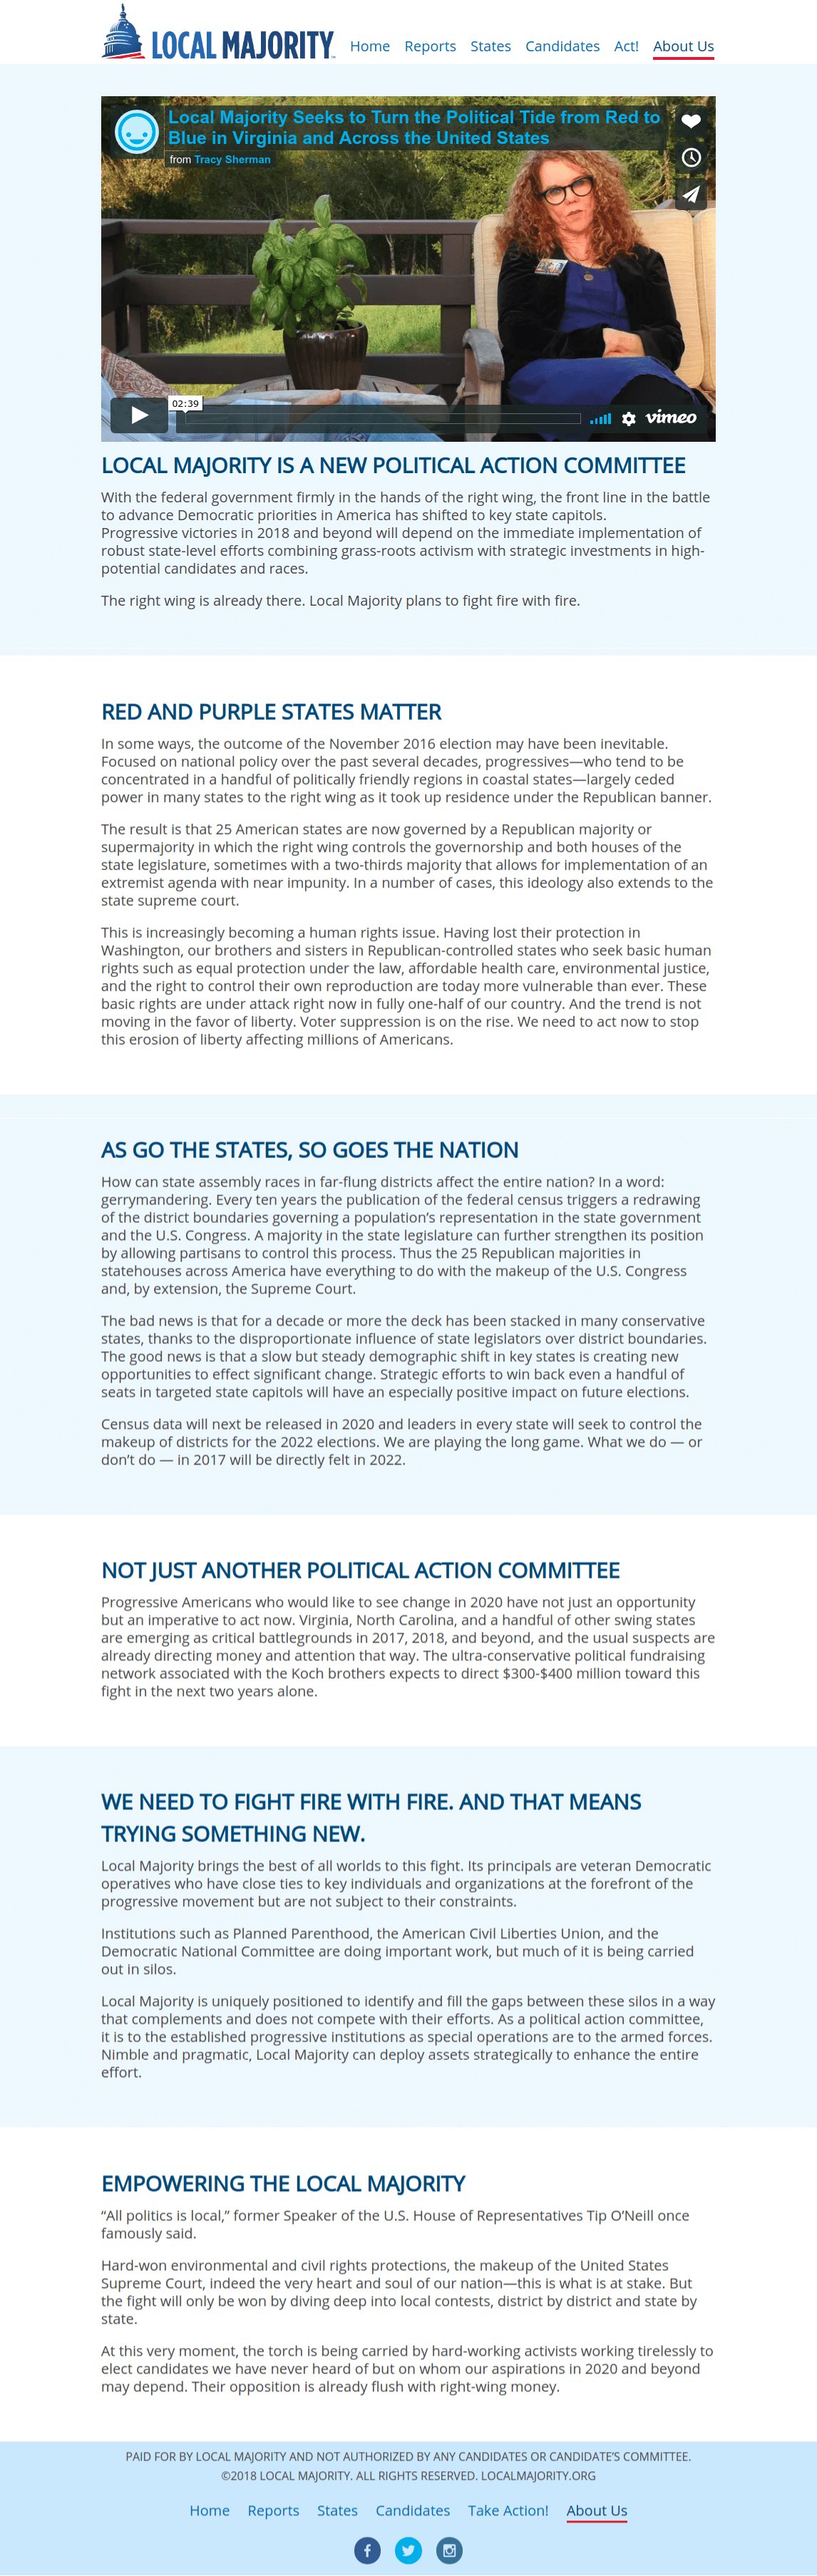 LOCAL MAJORITY
Home Reports States Candidates Act! About Us
Local Majority Seeks to Turn the Political Tide from Red to
Blue in Virginia and Across the United States
from Tracy Sherman
02:39
vimeo
LOCAL MAJORITY IS A NEW POLITICAL ACTION COMMITTEE
With the federal government firmly in the hands of the right wing, the front line in the battle
to advance Democratic priorities in America has shifted to key state capitols.
Progressive victories in 2018 and beyond will depend on the immediate implementation of
robust state-level efforts combining grass-roots activism with strategic investments in high-
potential candidates and races.
The right wing is already there. Local Majority plans to fight fire with fire.
RED AND PURPLE STATES MATTER
In some ways, the outcome of the November 2016 election may have been inevitable.
Focused on national policy over the past several decades, progressives—who tend to be
concentrated in a handful of politically friendly regions in coastal states—largely ceded
power in many states to the right wing as it took up residence under the Republican banner.
The result is that 25 American states are now governed by a Republican majority or
supermajority in which the right wing controls the governorship and both houses of the
state legislature, sometimes with a two-thirds majority that allows for implementation of an
extremist agenda with near impunity. In a number of cases, this ideology also extends to the
state supreme court.
This is increasingly becoming a human rights issue. Having lost their protection in
Washington, our brothers and sisters in Republican-controlled states who seek basic human
rights such as equal protection under the law, affordable health care, environmental justice,
and the right to control their own reproduction are today more vulnerable than ever. These
basic rights are under attack right now in fully one-half of our country. And the trend is not
moving in the favor of liberty. Voter suppression is on the rise. We need to act now to stop
this erosion of liberty affecting millions of Americans.
AS GO THE STATES, SO GOES THE NATION
How can state assembly races in far-flung districts affect the entire nation? In a word:
gerrymandering. Every ten years the publication of the federal census triggers a redrawing
of the district boundaries governing a population's representation in the state government
and the U.S. Congress. A majority in the state legislature can further strengthen its position
by allowing partisans to control this process. Thus the 25 Republican majorities in
statehouses across America have everything to do with the makeup of the U.S. Congress
and, by extension, the Supreme Court.
The bad news is that for a decade or more the deck has been stacked in many conservative
states, thanks to the disproportionate influence of state legislators over district boundaries.
The good news is that a slow but steady demographic shift in key states is creating new
opportunities to effect significant change. Strategic efforts to win back even a handful of
seats in targeted state capitols will have an especially positive impact on future elections.
Census data will next be released in 2020 and leaders in every state will seek to control the
makeup of districts for the 2022 elections. We are playing the long game. What we do — or
don't do — in 2017 will be directly felt in 2022.
NOT JUST ANOTHER POLITICAL ACTION COMMITTEE
Progressive Americans who would like to see change in 2020 have not just an opportunity
but an imperative to act now. Virginia, North Carolina, and a handful of other swing states
are emerging as critical battlegrounds in 2017, 2018, and beyond, and the usual suspects are
already directing money and attention that way. The ultra-conservative political fundraising
network associated with the Koch brothers expects to direct $300-$400 million toward this
fight in the next two years alone.
WE NEED TO FIGHT FIRE WITH FIRE. AND THAT MEANS
TRYING SOMETHING NEW.
Local Majority brings the best of all worlds to this fight. Its principals are veteran Democratic
operatives who have close ties to key individuals and organizations at the forefront of the
progressive movement but are not subject to their constraints.
Institutions such as Planned Parenthood, the American Civil Liberties Union, and the
Democratic National Committee are doing important work, but much of it is being carried
out in silos.
Local Majority is uniquely positioned to identify and fill the gaps between these silos in a way
that complements and does not compete with their efforts. As a political action committee,
it is to the established progressive institutions as special operations are to the armed forces.
Nimble and pragmatic, Local Majority can deploy assets strategically to enhance the entire
effort.
EMPOWERING THE LOCAL MAJORITY
“All politics is local,” former Speaker of the U.S. House of Representatives Tip O’Neill once
famously said.
Hard-won environmental and civil rights protections, the makeup of the United States
Supreme Court, indeed the very heart and soul of our nation—this is what is at stake. But
the fight will only be won by diving deep into local contests, district by district and state by
state.
At this very moment, the torch is being carried by hard-working activists working tirelessly to
elect candidates we have never heard of but on whom our aspirations in 2020 and beyond
may depend. Their opposition is already flush with right-wing money.
PAID FOR BY LOCAL MAJORITY AND NOT AUTHORIZED BY ANY CANDIDATES OR CANDIDATE’S COMMITTEE.
©2018 LOCAL MAJORITY. ALL RIGHTS RESERVED. LOCALMAJORITY.ORG
Home Reports States Candidates Take Action! About Us